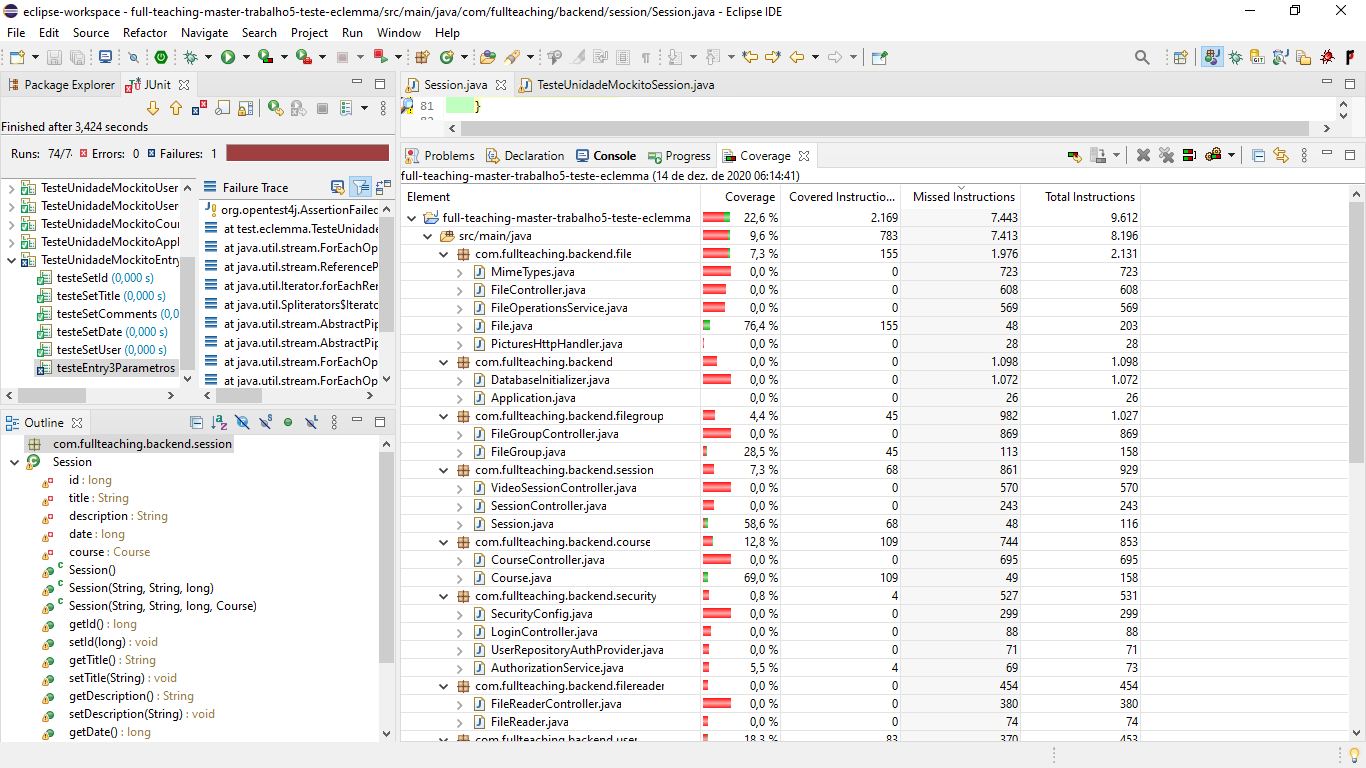 eclipse-workspace - full-teaching-master-trabalho5-teste-eclemma/src/main/java/com/fullteaching/backend/session/Session.java - Eclipse IDE
File Edit Source Refactor Navigate Search Project Run Window Help
Package Explorer JUnit
Finished after 3,424 seconds
Runs: 74/7 Errors: 0 Failures: 1
TesteUnidadeMockitoUser
TesteUnidadeMockitoUser
TesteUnidadeMockitoCour
TesteUnidadeMockitoAppl
TesteUnidadeMockitoEntry
testeSetId (0,000 s)
testeSetTitle (0,000 s)
testeSetComments (0,0
testeSetDate (0,000 s)
testeSetUser (0,000 s)
testeEntry3Parametros
Failure Trace
org.opentest4j.AssertionFailed
at test.eclemma.TesteUnidade
at java.util.stream.ForEachOp
at java.util.stream.ReferenceP
at java.util.Iterator.forEachRer
at java.util.Spliterators$Iterato
at java.util.stream.AbstractPip
at java.util.stream.AbstractPip
at java.util.stream.ForEachOp
at java.util.stream.ForEachOp
Outline
com.fullteaching.backend.session
Session
id : long
title : String
description : String
date : long
course : Course
Session()
Session(String, String, long)
Session(String, String, long, Course)
getId() : long
setId(long) : void
getTitle() : String
setTitle(String) : void
getDescription() : String
setDescription(String) : void
getDate() : long
Session.java TesteUnidadeMockitoSession.java
81 }
Problems Declaration Console Progress Coverage
full-teaching-master-trabalho5-teste-eclemma (14 de dez. de 2020 06:14:41)
Element Coverage Covered Instructio... Missed Instructions Total Instructions
full-teaching-master-trabalho5-teste-eclemma 22,6 % 2.169 7.443 9.612
src/main/java 9,6 % 783 7.413 8.196
com.fullteaching.backend.file 7,3 % 155 1.976 2.131
MimeTypes.java 0,0 % 0 723 723
FileController.java 0,0 % 0 608 608
FileOperationsService.java 0,0 % 0 569 569
File.java 76,4 % 155 48 203
PicturesHttpHandler.java 0,0 % 0 28 28
com.fullteaching.backend 0,0 % 0 1.098 1.098
DatabaseInitializer.java 0,0 % 0 1.072 1.072
Application.java 0,0 % 0 26 26
com.fullteaching.backend.filegroup 4,4 % 45 982 1.027
FileGroupController.java 0,0 % 0 869 869
FileGroup.java 28,5 % 45 113 158
com.fullteaching.backend.session 7,3 % 68 861 929
VideoSessionController.java 0,0 % 0 570 570
SessionController.java 0,0 % 0 243 243
Session.java 58,6 % 68 48 116
com.fullteaching.backend.course 12,8 % 109 744 853
CourseController.java 0,0 % 0 695 695
Course.java 69,0 % 109 49 158
com.fullteaching.backend.security 0,8 % 4 527 531
SecurityConfig.java 0,0 % 0 299 299
LoginController.java 0,0 % 0 88 88
UserRepositoryAuthProvider.java 0,0 % 0 71 71
AuthorizationService.java 5,5 % 4 69 73
com.fullteaching.backend.filereader 0,0 % 0 454 454
FileReaderController.java 0,0 % 0 380 380
FileReader.java 0,0 % 0 74 74
com.fullteaching.backend.user 18,3 % 83 370 453